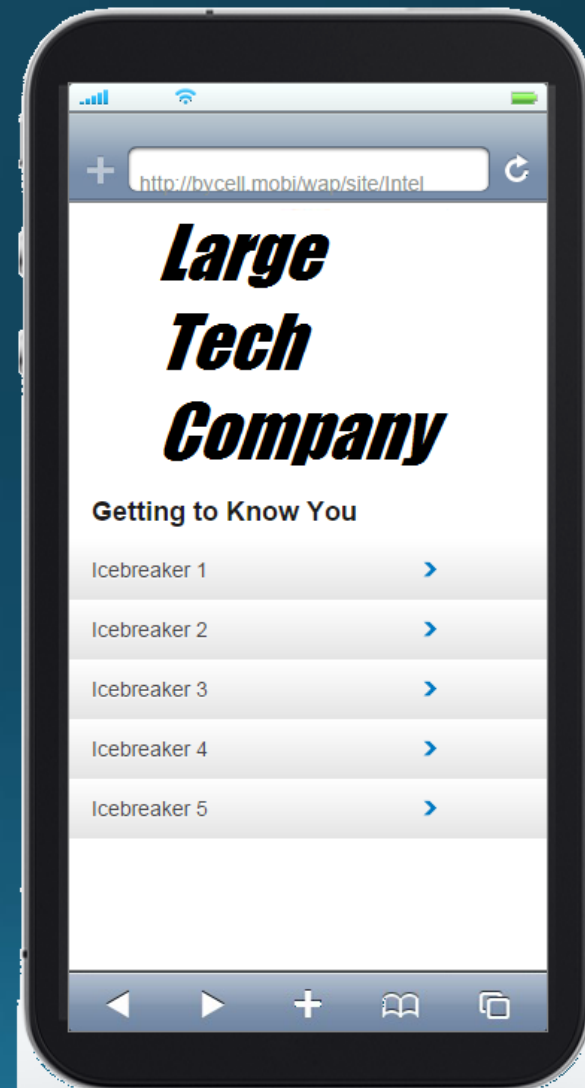 http://bycell.mobi/wap/site/Intel
Large
Tech
Company
Getting to Know You
Icebreaker 1
Icebreaker 2
Icebreaker 3
Icebreaker 4
Icebreaker 5